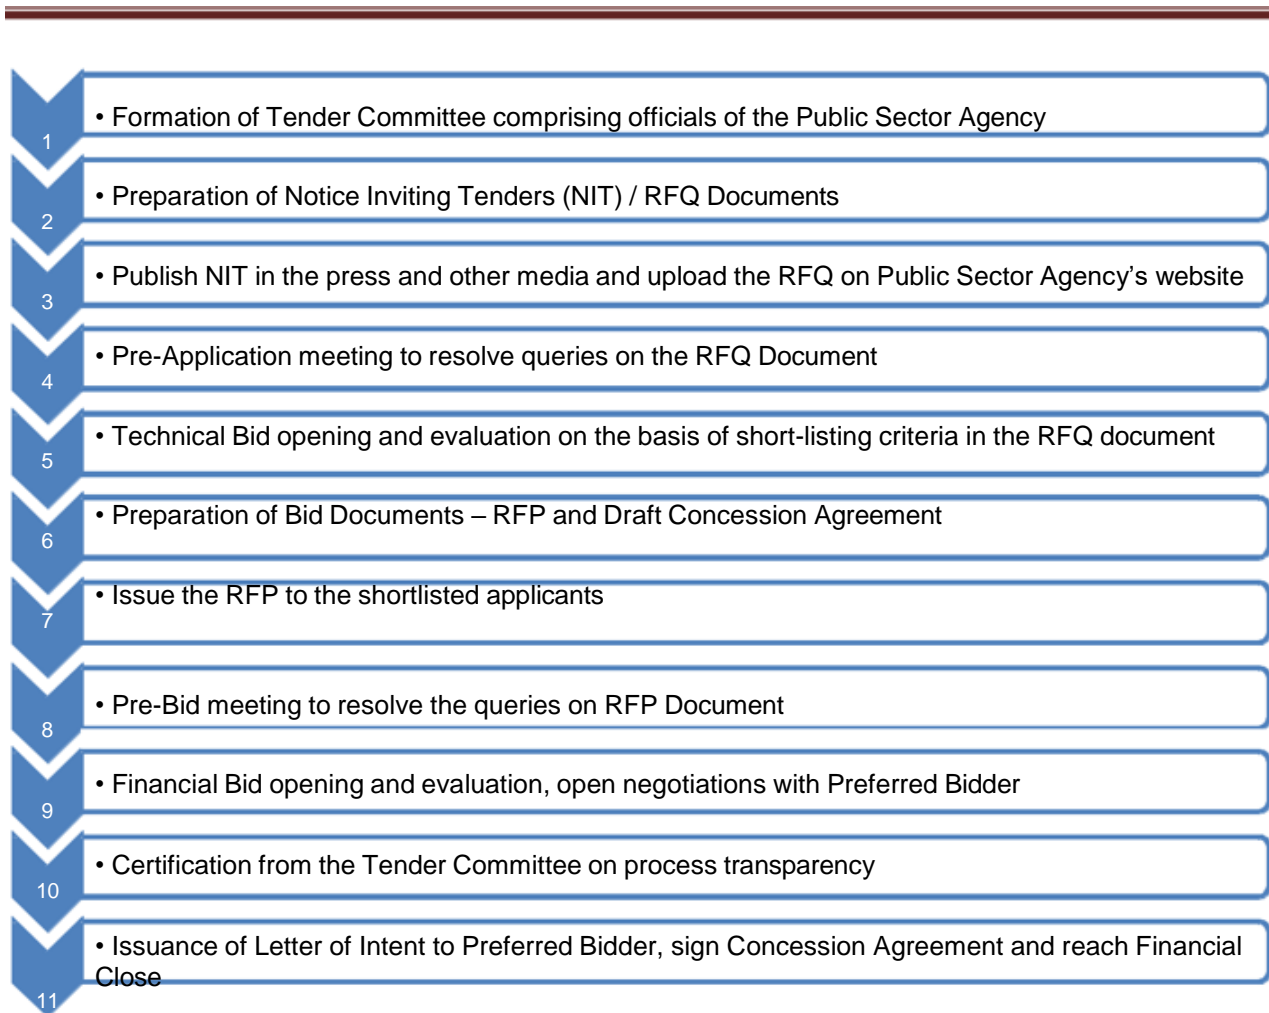 1
• Formation of Tender Committee comprising officials of the Public Sector Agency
2
• Preparation of Notice Inviting Tenders (NIT) / RFQ Documents
3
• Publish NIT in the press and other media and upload the RFQ on Public Sector Agency’s website
4
• Pre-Application meeting to resolve queries on the RFQ Document
5
• Technical Bid opening and evaluation on the basis of short-listing criteria in the RFQ document
6
• Preparation of Bid Documents – RFP and Draft Concession Agreement
7
• Issue the RFP to the shortlisted applicants
8
• Pre-Bid meeting to resolve the queries on RFP Document
9
• Financial Bid opening and evaluation, open negotiations with Preferred Bidder
10
• Certification from the Tender Committee on process transparency
11
• Issuance of Letter of Intent to Preferred Bidder, sign Concession Agreement and reach Financial
Close